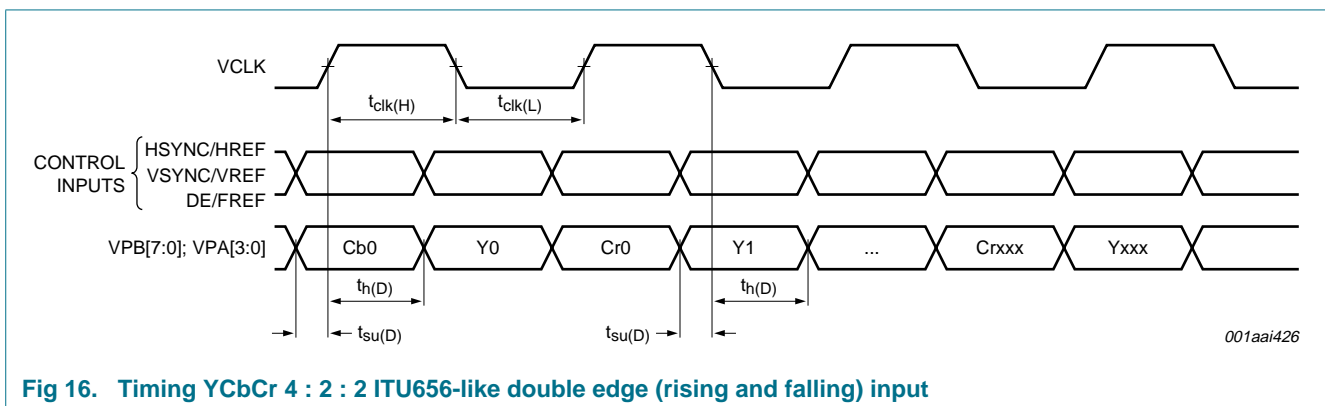 VCLK
tclk(H) tclk(L)
CONTROL INPUTS
HSYNC/HREF
VSYNC/VREF
DE/FREF
VPB[7:0]; VPA[3:0] Cb0 Y0 Cr0 Y1 ... Crxxx Yxxx
th(D) th(D)
tsu(D) tsu(D)
001aai426
Fig 16. Timing YCbCr 4 : 2 : 2 ITU656-like double edge (rising and falling) input